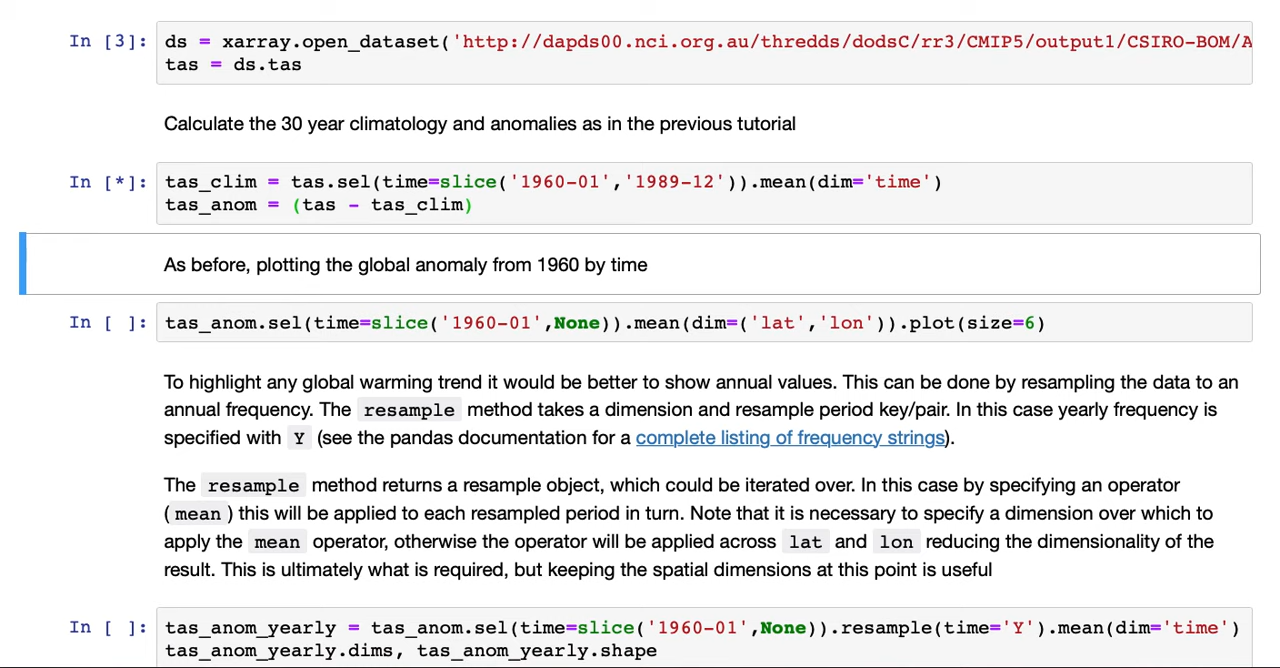 In [3]: ds = xarray.open_dataset('http://dapds00.nci.org.au/thredds/dodsC/rr3/CMIP5/output1/CSIRO-BOM/A
tas = ds.tas
Calculate the 30 year climatology and anomalies as in the previous tutorial
In [*]: tas_clim = tas.sel(time=slice('1960-01','1989-12')).mean(dim='time')
tas_anom = (tas - tas_clim)
As before, plotting the global anomaly from 1960 by time
In [ ]: tas_anom.sel(time=slice('1960-01',None)).mean(dim=('lat','lon')).plot(size=6)
To highlight any global warming trend it would be better to show annual values. This can be done by resampling the data to an
annual frequency. The resample method takes a dimension and resample period key/pair. In this case yearly frequency is
specified with Y (see the pandas documentation for a complete listing of frequency strings).
The resample method returns a resample object, which could be iterated over. In this case by specifying an operator
( mean ) this will be applied to each resampled period in turn. Note that it is necessary to specify a dimension over which to
apply the mean operator, otherwise the operator will be applied across lat and lon reducing the dimensionality of the
result. This is ultimately what is required, but keeping the spatial dimensions at this point is useful
In [ ]: tas_anom_yearly = tas_anom.sel(time=slice('1960-01',None)).resample(time='Y').mean(dim='time')
tas_anom_yearly.dims, tas_anom_yearly.shape